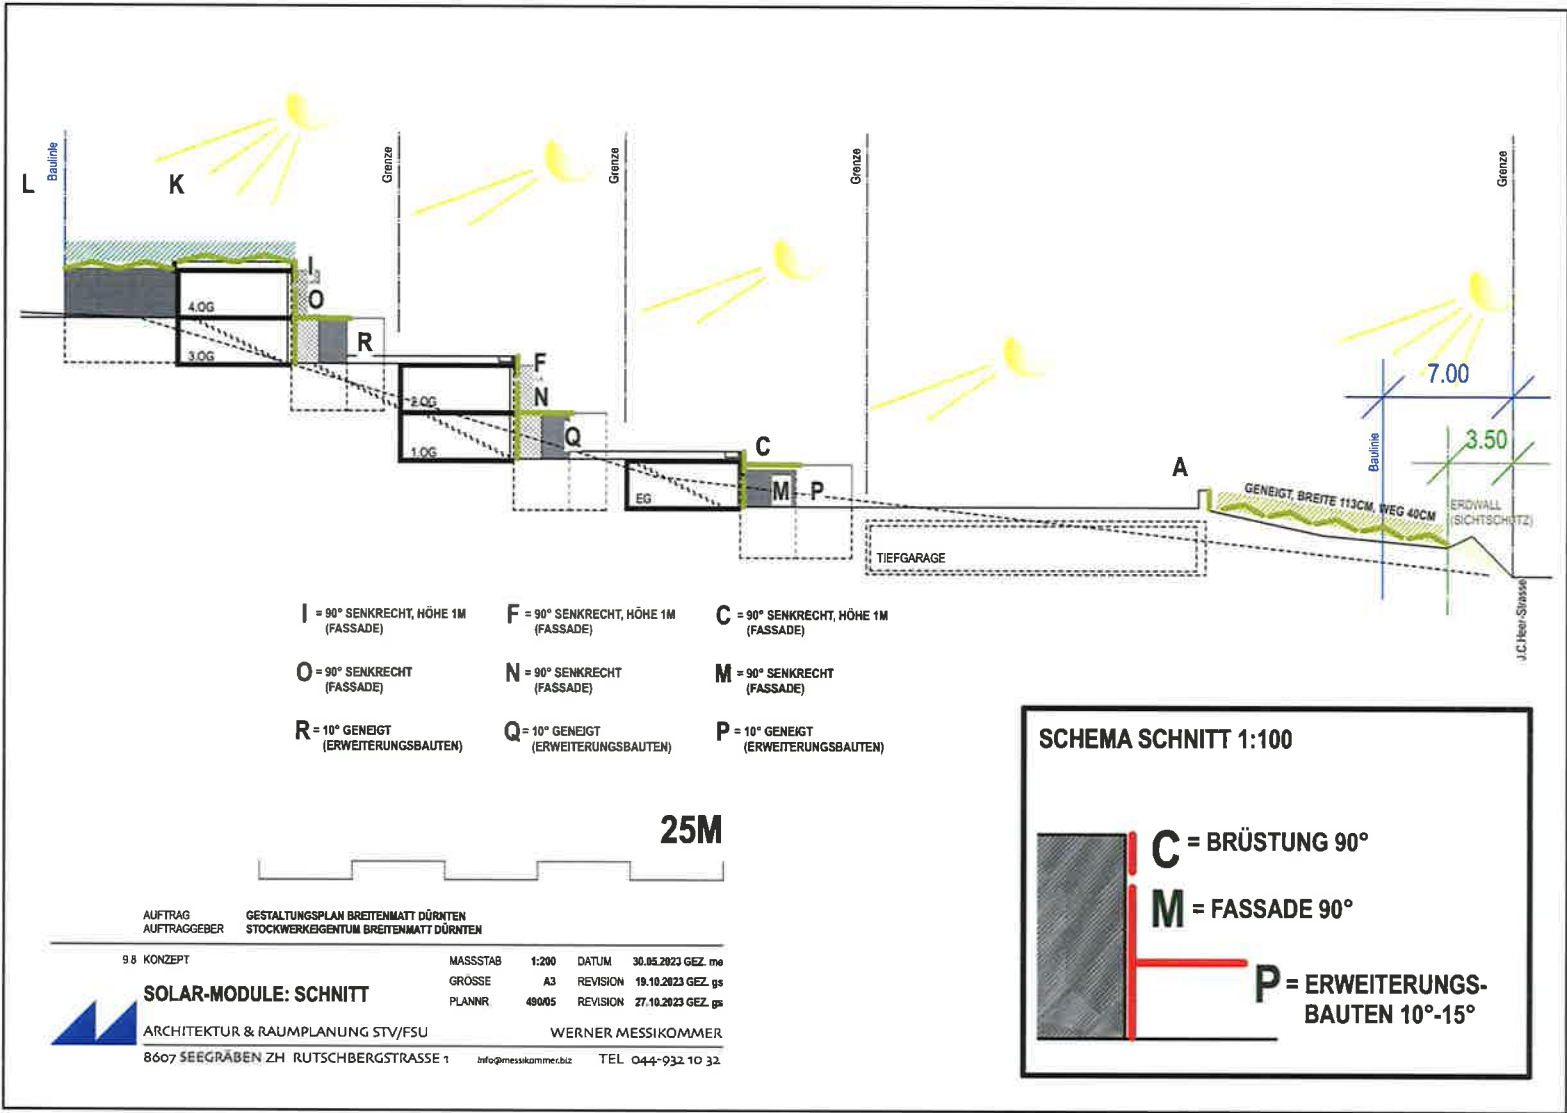 L
Baulinie
K
Grenze
Grenze
Grenze
Grenze
I
O
4.OG
3.OG
R
F
N
2.OG
1.OG
Q
C
EG
M
P
A
TIEFGARAGE
GENEIGT, BREITE 113CM, WEG 40CM
7.00
3.50
Baulinie
ERDWALL
(SICHTSCHUTZ)
J.C.Heer-Strasse
I = 90° SENKRECHT, HÖHE 1M
(FASSADE)
F = 90° SENKRECHT, HÖHE 1M
(FASSADE)
C = 90° SENKRECHT, HÖHE 1M
(FASSADE)
O = 90° SENKRECHT
(FASSADE)
N = 90° SENKRECHT
(FASSADE)
M = 90° SENKRECHT
(FASSADE)
R = 10° GENEIGT
(ERWEITERUNGSBAUTEN)
Q = 10° GENEIGT
(ERWEITERUNGSBAUTEN)
P = 10° GENEIGT
(ERWEITERUNGSBAUTEN)
SCHEMA SCHNITT 1:100
C = BRÜSTUNG 90°
M = FASSADE 90°
P = ERWEITERUNGS-
BAUTEN 10°-15°
25M
AUFTRAG GESTALTUNGSPLAN BREITENMATT DÜRNTEN
AUFTRAGGEBER STOCKWERKEIGENTUM BREITENMATT DÜRNTEN
9.8 KONZEPT
MASSSTAB 1:200 DATUM 30.05.2023 GEZ. me
SOLAR-MODULE: SCHNITT
GRÖSSE A3 REVISION 19.10.2023 GEZ. gs
PLANNR. 490/05 REVISION 27.10.2023 GEZ. gs
ARCHITEKTUR & RAUMPLANUNG STV/FSU WERNER MESSIKOMMER
8607 SEEGRÄBEN ZH RUTSCHBERGSTRASSE 1 info@messikommer.biz TEL 044-932 10 32